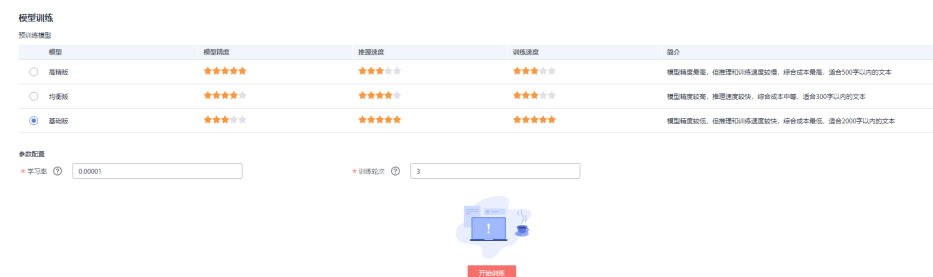 模型训练
预训练模型
模型 模型精度 推理速度 训练速度 简介
高精版 模型精度最高，但推理和训练速度较慢，综合成本最高，适合500字以内的文本
均衡版 模型精度较高，推理速度较快，综合成本中等，适合300字以内的文本
基础版 模型精度较低，但推理和训练速度较快，综合成本最低，适合2000字以内的文本
参数配置
* 学习率 ? 0.00001 * 训练轮次 ? 3
!
开始训练